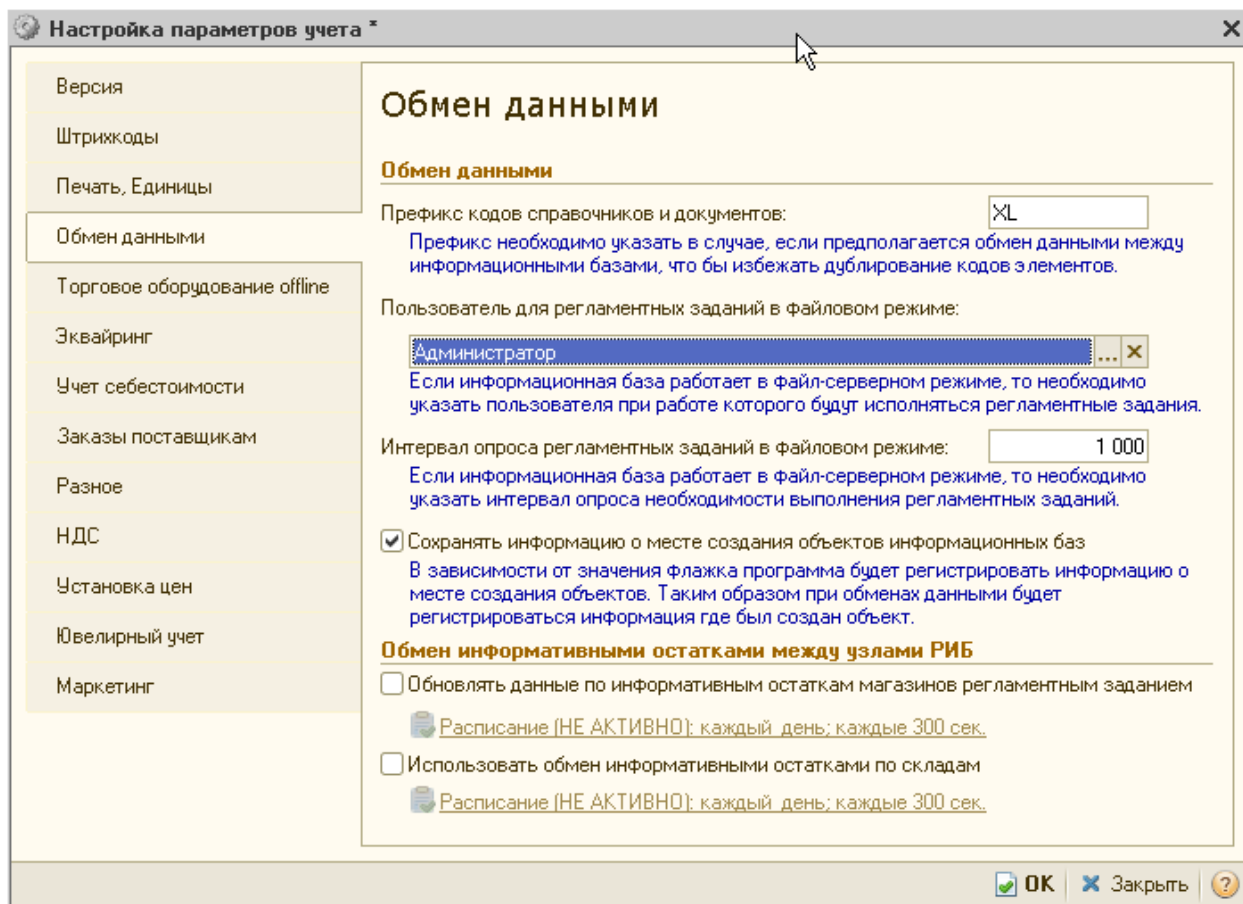 Настройка параметров учета *
Версия
Штрихкоды
Печать, Единицы
Обмен данными
Торговое оборудование offline
Эквайринг
Учет себестоимости
Заказы поставщикам
Разное
НДС
Установка цен
Ювелирный учет
Маркетинг
Обмен данными
Обмен данными
Префикс кодов справочников и документов: XL
Префикс необходимо указать в случае, если предполагается обмен данными между
информационными базами, что бы избежать дублирование кодов элементов.
Пользователь для регламентных заданий в файловом режиме:
Администратор ...
Если информационная база работает в файл-серверном режиме, то необходимо
указать пользователя при работе которого будут исполняться регламентные задания.
Интервал опроса регламентных заданий в файловом режиме: 1 000
Если информационная база работает в файл-серверном режиме, то необходимо
указать интервал опроса необходимости выполнения регламентных заданий.
Сохранять информацию о месте создания объектов информационных баз
В зависимости от значения флажка программа будет регистрировать информацию о
месте создания объектов. Таким образом при обменах данными будет
регистрироваться информация где был создан объект.
Обмен информативными остатками между узлами РИБ
Обновлять данные по информативным остаткам магазинов регламентным заданием
Расписание (НЕ АКТИВНО): каждый день; каждые 300 сек.
Использовать обмен информативными остатками по складам
Расписание (НЕ АКТИВНО): каждый день; каждые 300 сек.
OK Закрыть ?